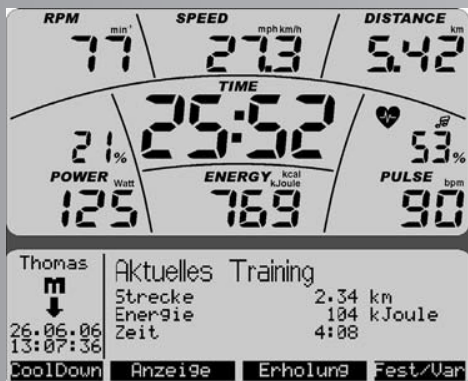 RPM SPEED DISTANCE
min⁻¹ mph km/h km
77 27.3 5.42
TIME
25:52
21% 53%
POWER ENERGY PULSE
Watt kcal kJoule bpm
125 769 90
Thomas
m
26.06.06
13:07:36
Aktuelles Training
Strecke 2.34 km
Energie 104 kJoule
Zeit 4:08
CoolDown Anzeige Erholung Fest/Van